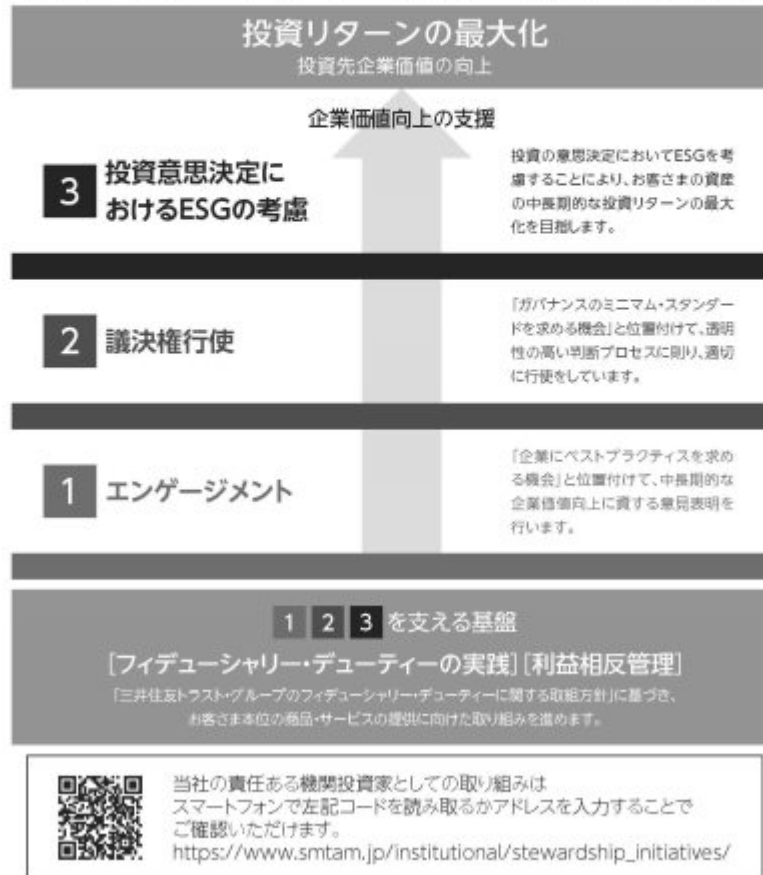 投資リターンの最大化
投資先企業価値の向上
企業価値向上の支援
3 投資意思決定に
おけるESGの考慮
投資の意思決定においてESGを考
慮することにより、お客さまの資産
の中長期的な投資リターンの最大
化を目指します。
2 議決権行使
「ガバナンスのミニマム・スタンダー
ドを求める機会」と位置付けて、透明
性の高い判断プロセスに則り、適切
に行使をしています。
1 エンゲージメント
「企業にベストプラクティスを求め
る機会」と位置付けて、中長期的な
企業価値向上に資する意見表明を
行います。
1 2 3 を支える基盤
[フィデューシャリー・デューティーの実践][利益相反管理]
「三井住友トラスト・グループのフィデューシャリー・デューティーに関する取組方針」に基づき、
お客さま本位の商品・サービスの提供に向けた取り組みを進めます。
当社の責任ある機関投資家としての取り組みは
スマートフォンで左記コードを読み取るかアドレスを入力することで
ご確認いただけます。
https://www.smtam.jp/institutional/stewardship_initiatives/